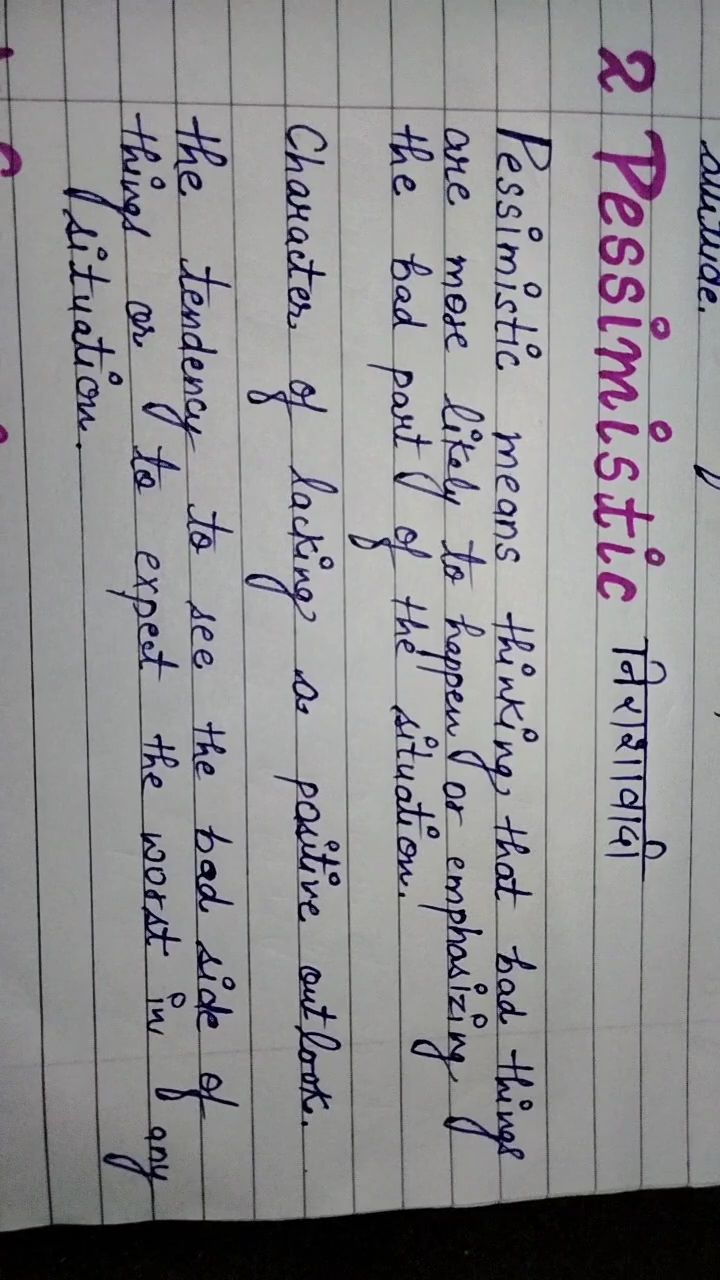 2 Pessimistic निराशावादी
Pessimistic means thinking that bad things
are more likely to happen or emphasizing
the bad part of the situation.
Character of lacking a positive outlook.
the tendency to see the bad side of
things or to expect the worst in any
situation.